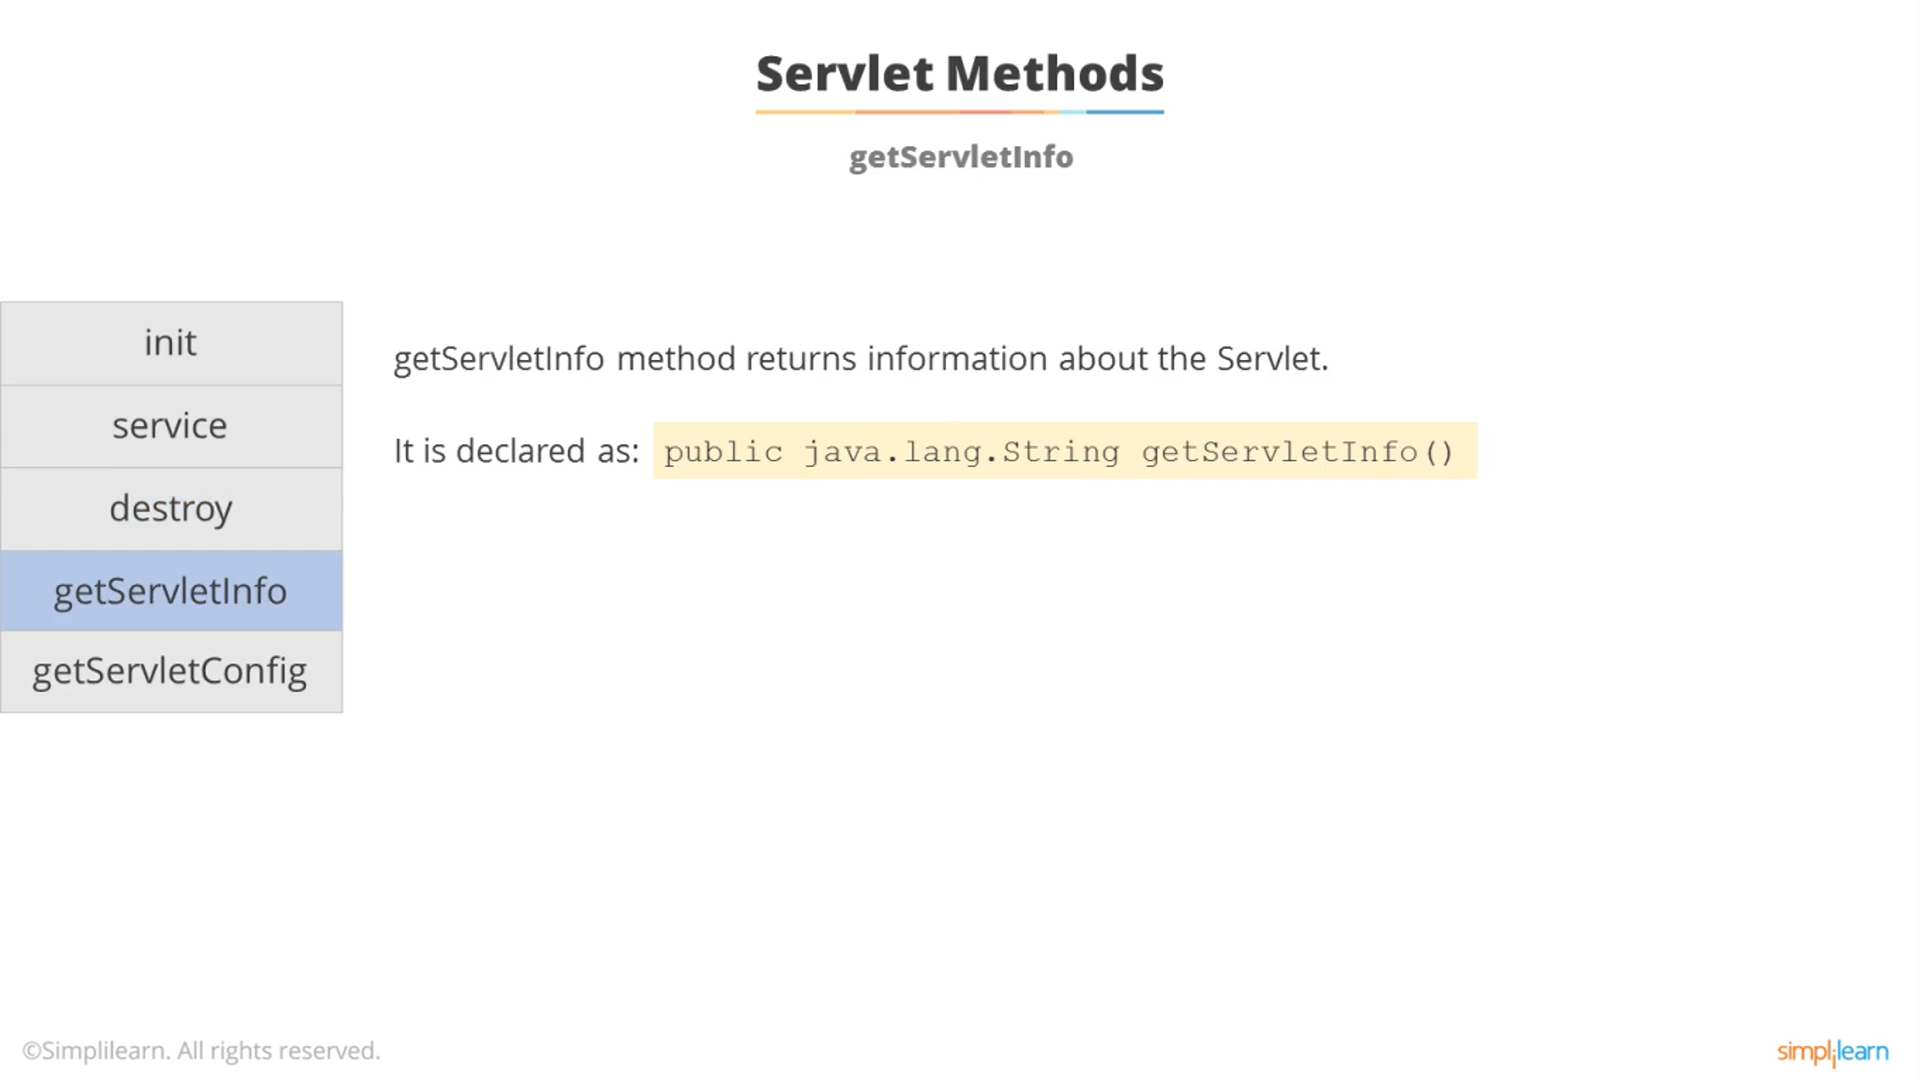 Servlet Methods
getServletInfo
init
service
destroy
getServletInfo
getServletConfig
getServletInfo method returns information about the Servlet.
It is declared as: public java.lang.String getServletInfo()
©Simplilearn. All rights reserved.
simplilearn